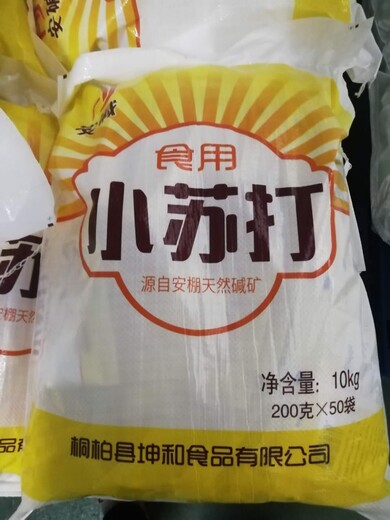 食用
小苏打
源自安棚天然碱矿
净含量：10kg
200克×50袋
桐柏县坤和食品有限公司